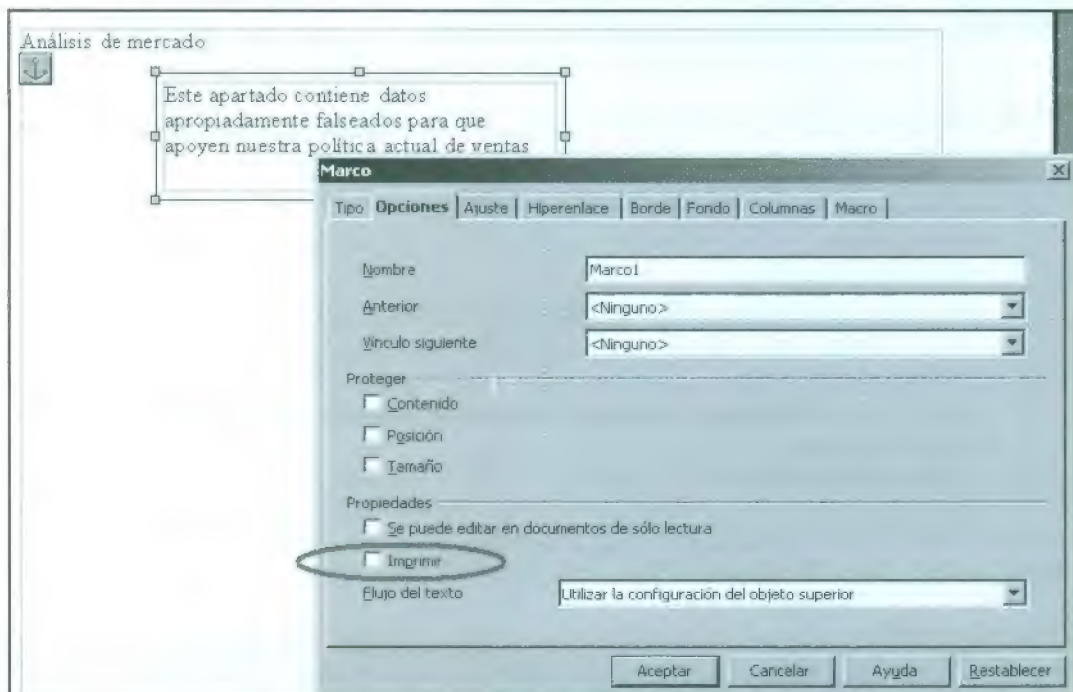 Análisis de mercado
Este apartado contiene datos
apropiadamente falseados para que
apoyen nuestra política actual de ventas
Marco
Tipo Opciones Ajuste Hiperenlace Borde Fondo Columnas Macro
Nombre Marco1
Anterior <Ninguno>
Vínculo siguiente <Ninguno>
Proteger
Contenido
Posición
Tamaño
Propiedades
Se puede editar en documentos de sólo lectura
Imprimir
Flujo del texto Utilizar la configuración del objeto superior
Aceptar Cancelar Ayuda Restablecer